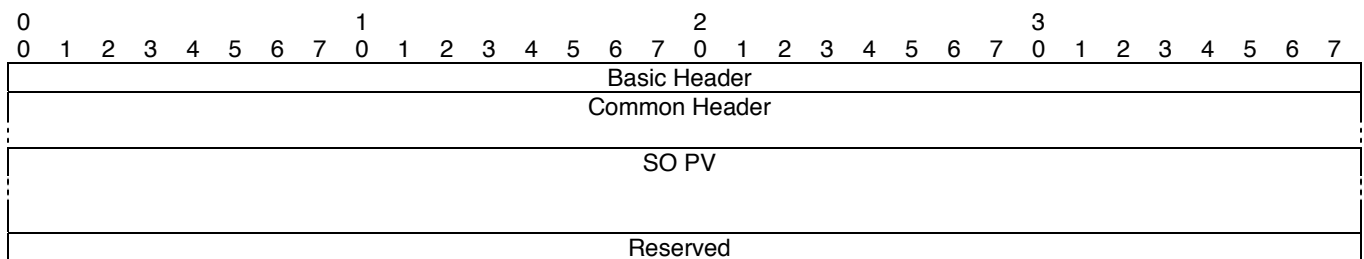 0 1 2 3
0 1 2 3 4 5 6 7 0 1 2 3 4 5 6 7 0 1 2 3 4 5 6 7 0 1 2 3 4 5 6 7
Basic Header
Common Header
SO PV
Reserved